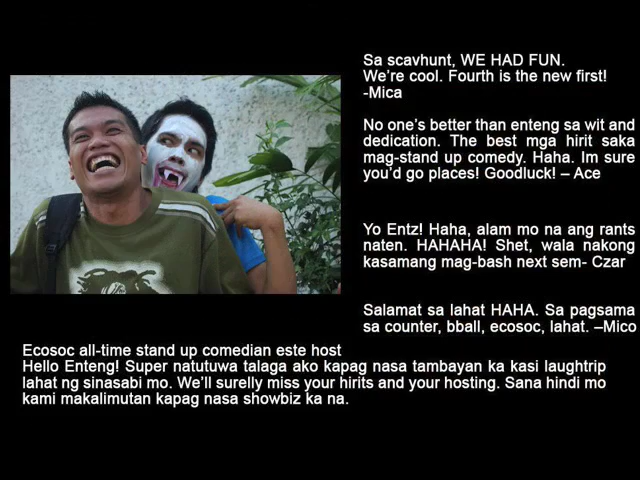 Sa scavhunt, WE HAD FUN.
We're cool. Fourth is the new first!
-Mica
No one's better than enteng sa wit and
dedication. The best mga hirit saka
mag-stand up comedy. Haha. Im sure
you'd go places! Goodluck! – Ace
Yo Entz! Haha, alam mo na ang rants
naten. HAHAHA! Shet, wala nakong
kasamang mag-bash next sem- Czar
Salamat sa lahat HAHA. Sa pagsama
sa counter, bball, ecosoc, lahat. –Mico
Ecosoc all-time stand up comedian este host
Hello Enteng! Super natutuwa talaga ako kapag nasa tambayan ka kasi laughtrip
lahat ng sinasabi mo. We'll surelly miss your hirits and your hosting. Sana hindi mo
kami makalimutan kapag nasa showbiz ka na.